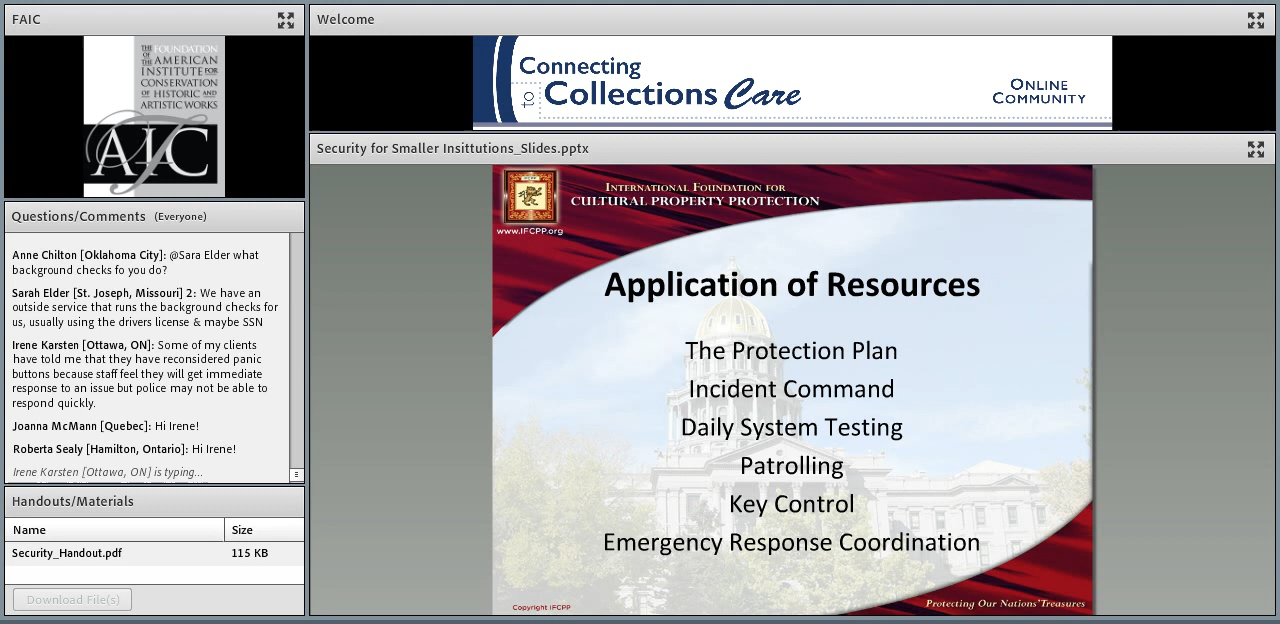 FAIC
THE FOUNDATION
OF THE AMERICAN
INSTITUTE FOR
CONSERVATION
OF HISTORIC AND
ARTISTIC WORKS
AIC
Questions/Comments (Everyone)
Anne Chilton [Oklahoma City]: @Sara Elder what
background checks fo you do?
Sarah Elder [St. Joseph, Missouri] 2: We have an
outside service that runs the background checks for
us, usually using the drivers license & maybe SSN
Irene Karsten [Ottawa, ON]: Some of my clients
have told me that they have reconsidered panic
buttons because staff feel they will get immediate
response to an issue but police may not be able to
respond quickly.
Joanna McMann [Quebec]: Hi Irene!
Roberta Sealy [Hamilton, Ontario]: Hi Irene!
Irene Karsten [Ottawa, ON] is typing...
Handouts/Materials
Name Size
Security_Handout.pdf 115 KB
Download File(s)
Welcome
Connecting
to Collections Care
ONLINE
COMMUNITY
Security for Smaller Insittutions_Slides.pptx
IFCPP
INTERNATIONAL FOUNDATION FOR
CULTURAL PROPERTY PROTECTION
www.IFCPP.org
Application of Resources
The Protection Plan
Incident Command
Daily System Testing
Patrolling
Key Control
Emergency Response Coordination
Copyright IFCPP
Protecting Our Nations' Treasures